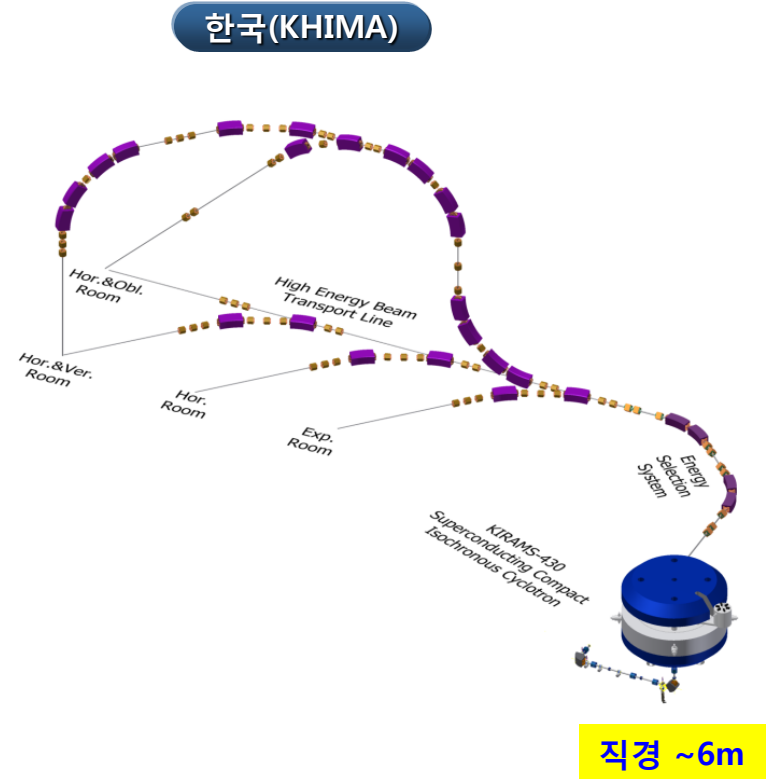 한국(KHIMA)
Hor.&Obl.
Room
High Energy Beam
Transport Line
Hor.&Ver.
Room
Hor.
Room
Exp.
Room
Energy
Selection
System
KIRAMS-430
Superconducting Compact
Isochronous Cyclotron
직경 ~6m